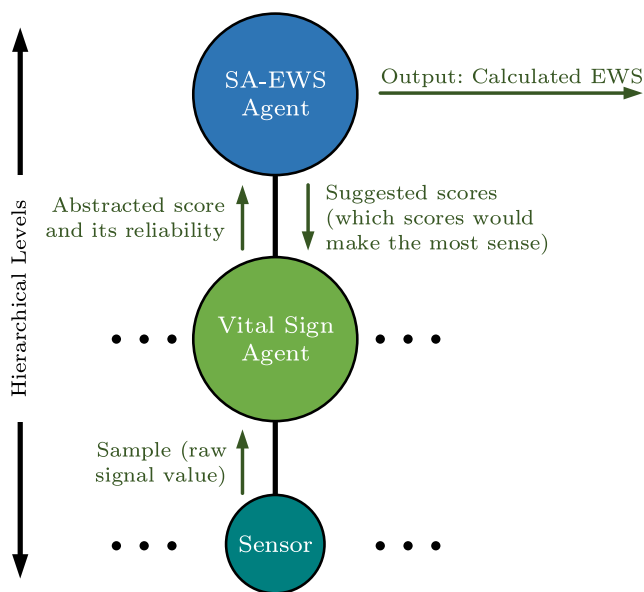 SA-EWS
Agent
Output: Calculated EWS
Abstracted score
and its reliability
Suggested scores
(which scores would
make the most sense)
Hierarchical Levels
Vital Sign
Agent
Sample (raw
signal value)
Sensor